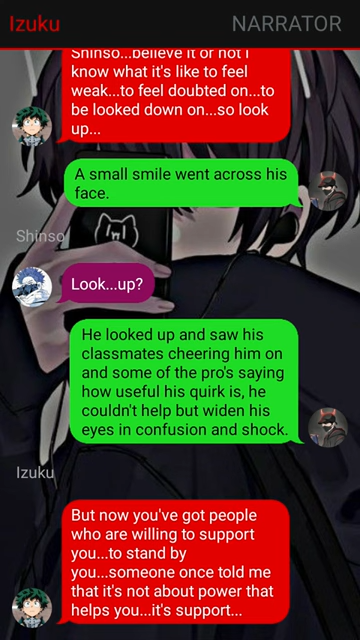 Izuku
NARRATOR
Shinso...believe it or not I
know what it's like to feel
weak...to feel doubted on...to
be looked down on...so look
up...
A small smile went across his
face.
Shinso
Look...up?
He looked up and saw his
classmates cheering him on
and some of the pro's saying
how useful his quirk is, he
couldn't help but widen his
eyes in confusion and shock.
Izuku
But now you've got people
who are willing to support
you...to stand by
you...someone once told me
that it's not about power that
helps you...it's support...